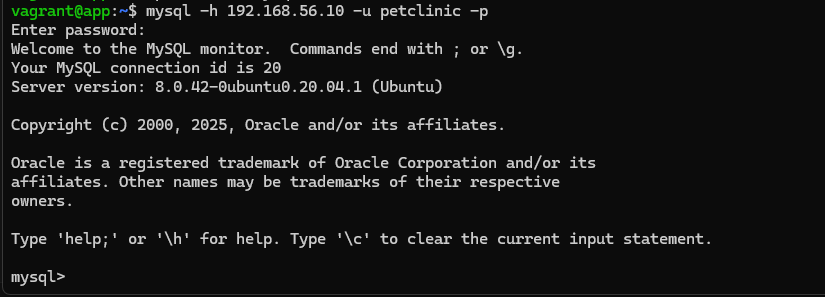 vagrant@app:~$ mysql -h 192.168.56.10 -u petclinic -p
Enter password:
Welcome to the MySQL monitor.  Commands end with ; or \g.
Your MySQL connection id is 20
Server version: 8.0.42-0ubuntu0.20.04.1 (Ubuntu)

Copyright (c) 2000, 2025, Oracle and/or its affiliates.

Oracle is a registered trademark of Oracle Corporation and/or its
affiliates. Other names may be trademarks of their respective
owners.

Type 'help;' or '\h' for help. Type '\c' to clear the current input statement.

mysql>